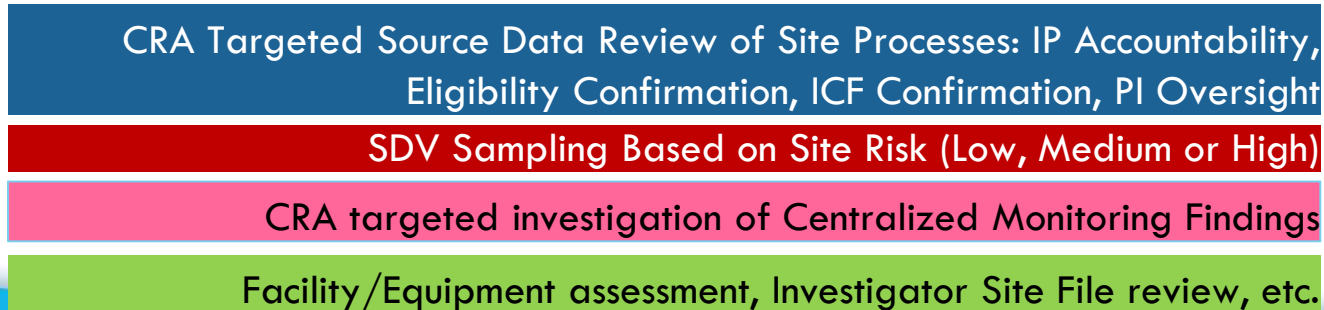 CRA Targeted Source Data Review of Site Processes: IP Accountability,
Eligibility Confirmation, ICF Confirmation, PI Oversight
SDV Sampling Based on Site Risk (Low, Medium or High)
CRA targeted investigation of Centralized Monitoring Findings
Facility/Equipment assessment, Investigator Site File review, etc.